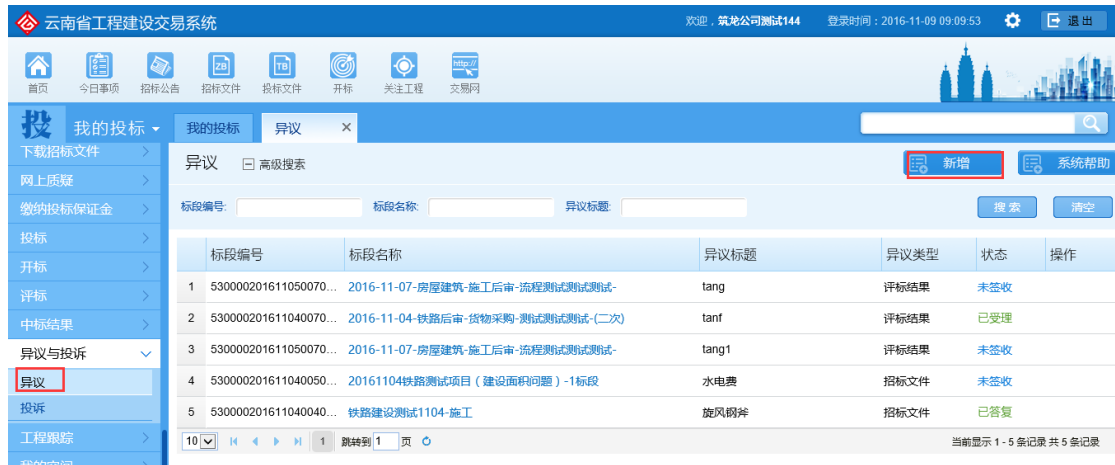 云南省工程建设交易系统 欢迎，筑龙公司测试144 登录时间：2016-11-09 09:09:53 退出
ZB TB http://
首页 今日事项 招标公告 招标文件 投标文件 开标 关注工程 交易网
投 我的投标 我的投标 异议 ×
下载招标文件
网上质疑
缴纳投标保证金
投标
开标
评标
中标结果
异议与投诉
异议
投诉
工程跟踪
我的空间
异议 高级搜索 新增 系统帮助
标段编号: 标段名称: 异议标题: 搜索 清空
标段编号 标段名称 异议标题 异议类型 状态 操作
1 530000201611050070... 2016-11-07-房屋建筑-施工后审-流程测试测试测试- tang 评标结果 未签收
2 530000201611040070... 2016-11-04-铁路后审-货物采购-测试测试测试-(二次) tanf 评标结果 已受理
3 530000201611050070... 2016-11-07-房屋建筑-施工后审-流程测试测试测试- tang1 评标结果 未签收
4 530000201611040050... 20161104铁路测试项目（建设面积问题）-1标段 水电费 招标文件 未签收
5 530000201611040040... 铁路建设测试1104-施工 旋风钢斧 招标文件 已答复
10 1 跳转到 1 页 当前显示 1 - 5 条记录 共 5 条记录